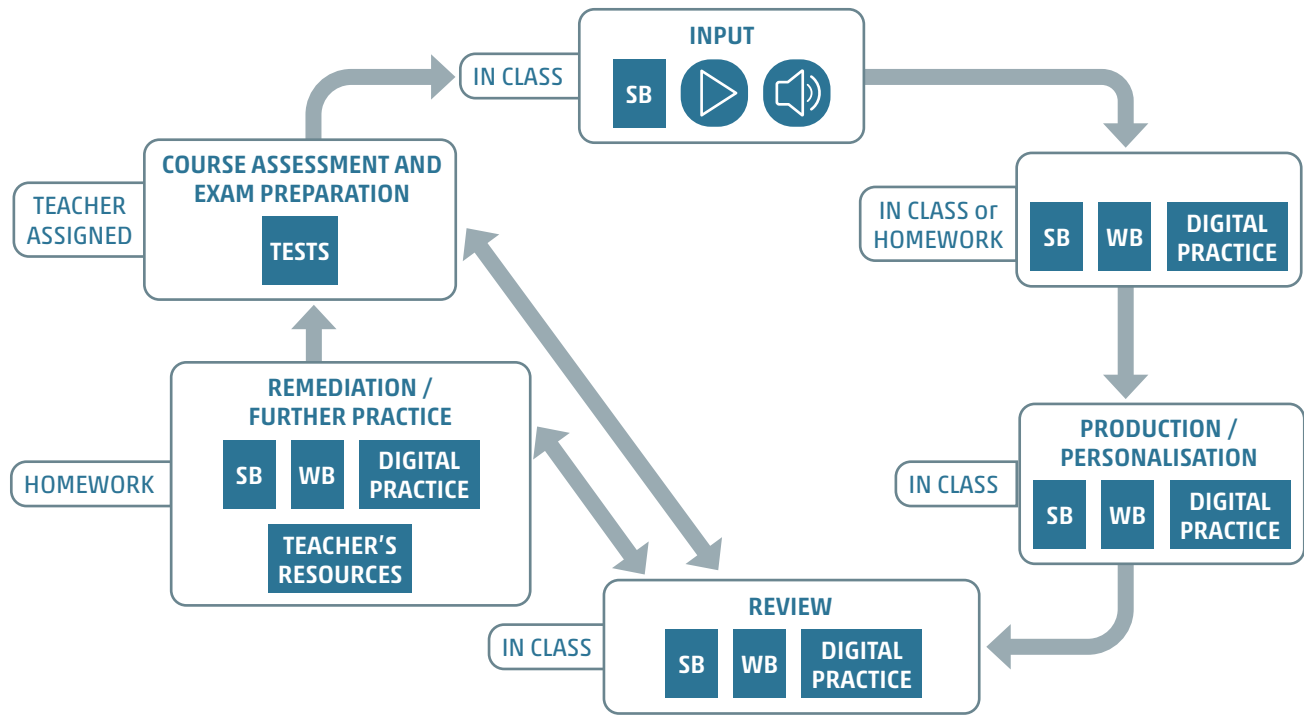 INPUT
IN CLASS
SB
IN CLASS or
HOMEWORK
SB WB DIGITAL
PRACTICE
PRODUCTION /
PERSONALISATION
IN CLASS
SB WB DIGITAL
PRACTICE
REVIEW
IN CLASS
SB WB DIGITAL
PRACTICE
REMEDIATION /
FURTHER PRACTICE
HOMEWORK
SB WB DIGITAL
PRACTICE
TEACHER'S
RESOURCES
COURSE ASSESSMENT AND
EXAM PREPARATION
TEACHER
ASSIGNED
TESTS